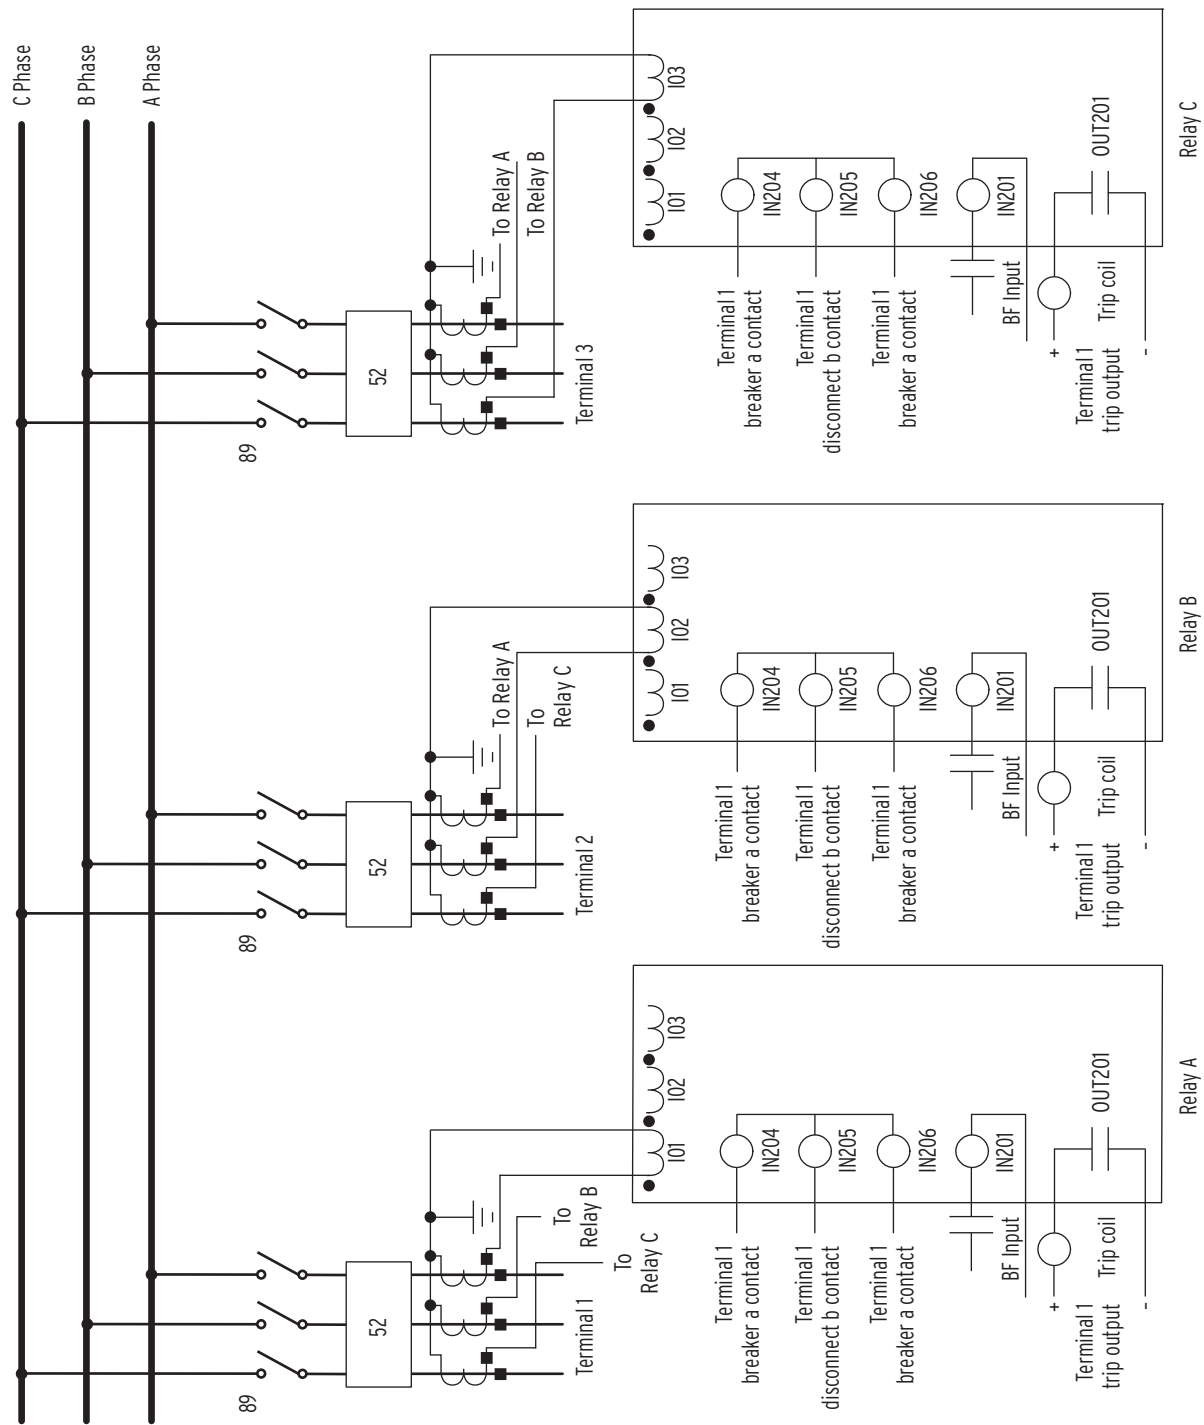 C Phase
B Phase
A Phase
89
52
Terminal 1
To
Relay C
To
Relay B
I01
I02
I03
Terminal 1
breaker a contact
IN204
Terminal 1
disconnect b contact
IN205
Terminal 1
breaker a contact
IN206
BF Input
IN201
+
Terminal 1
trip output
-
Trip coil
OUT201
Relay A
89
52
Terminal 2
To Relay A
To
Relay C
I01
I02
I03
Terminal 1
breaker a contact
IN204
Terminal 1
disconnect b contact
IN205
Terminal 1
breaker a contact
IN206
BF Input
IN201
+
Terminal 1
trip output
-
Trip coil
OUT201
Relay B
89
52
Terminal 3
To Relay A
To Relay B
I01
I02
I03
Terminal 1
breaker a contact
IN204
Terminal 1
disconnect b contact
IN205
Terminal 1
breaker a contact
IN206
BF Input
IN201
+
Terminal 1
trip output
-
Trip coil
OUT201
Relay C